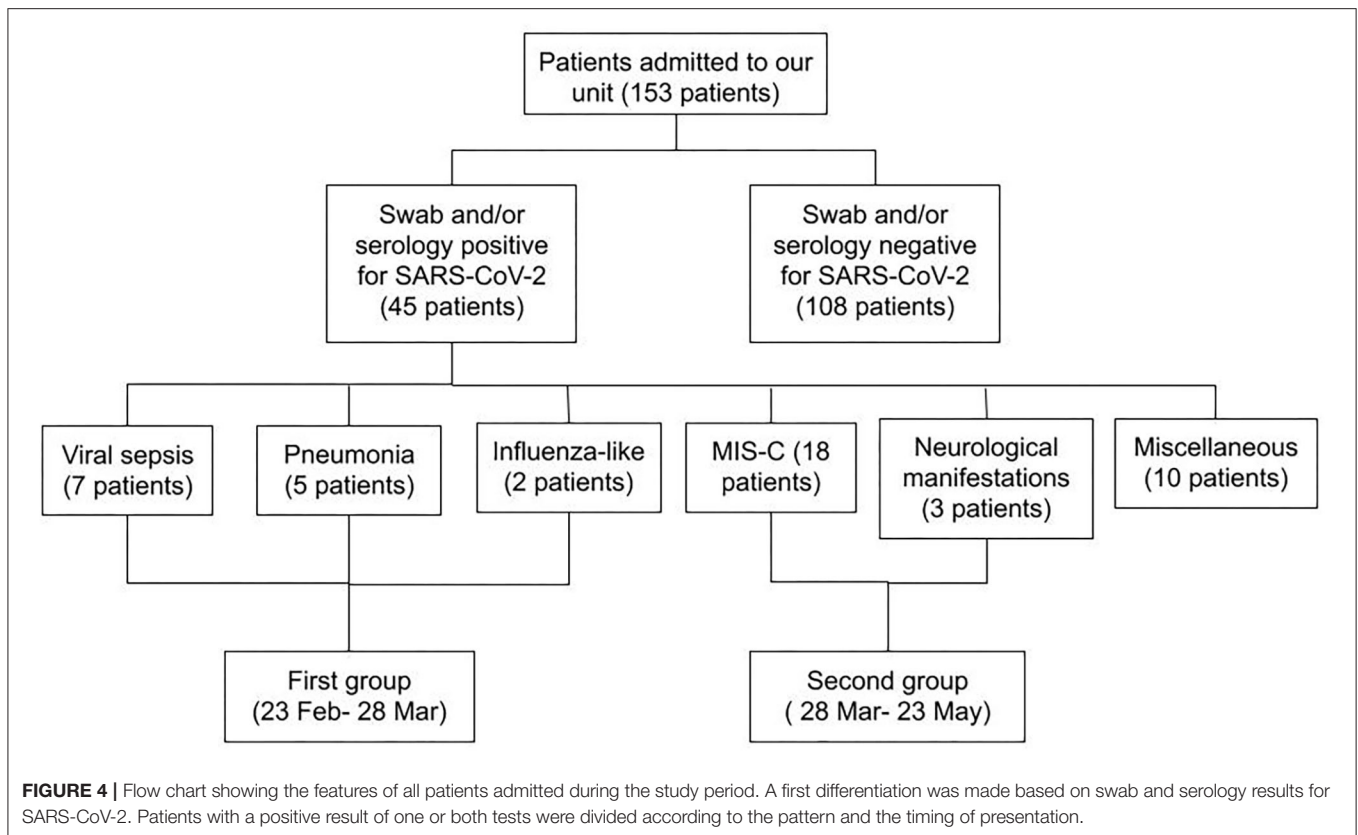 Patients admitted to our
unit (153 patients)
Swab and/or
serology positive
for SARS-CoV-2
(45 patients)
Swab and/or
serology negative
for SARS-CoV-2
(108 patients)
Viral sepsis
(7 patients)
Pneumonia
(5 patients)
Influenza-like
(2 patients)
MIS-C (18
patients)
Neurological
manifestations
(3 patients)
Miscellaneous
(10 patients)
First group
(23 Feb- 28 Mar)
Second group
( 28 Mar- 23 May)
FIGURE 4 | Flow chart showing the features of all patients admitted during the study period. A first differentiation was made based on swab and serology results for
SARS-CoV-2. Patients with a positive result of one or both tests were divided according to the pattern and the timing of presentation.